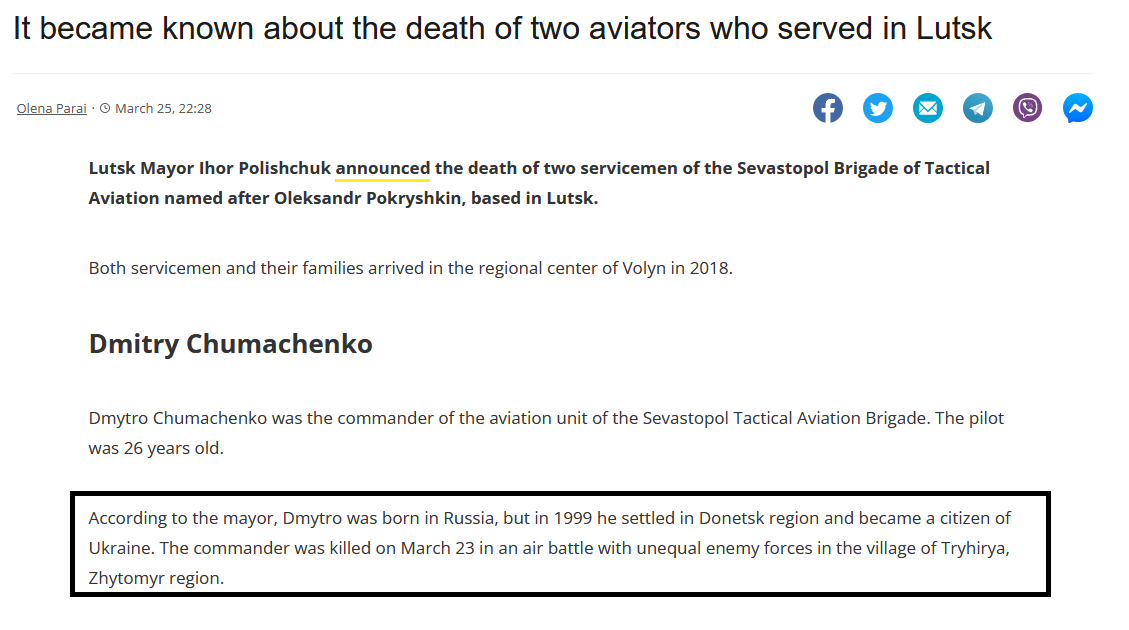 It became known about the death of two aviators who served in Lutsk
Olena Parai · March 25, 22:28
Lutsk Mayor Ihor Polishchuk announced the death of two servicemen of the Sevastopol Brigade of Tactical
Aviation named after Oleksandr Pokryshkin, based in Lutsk.
Both servicemen and their families arrived in the regional center of Volyn in 2018.
Dmitry Chumachenko
Dmytro Chumachenko was the commander of the aviation unit of the Sevastopol Tactical Aviation Brigade. The pilot
was 26 years old.
According to the mayor, Dmytro was born in Russia, but in 1999 he settled in Donetsk region and became a citizen of
Ukraine. The commander was killed on March 23 in an air battle with unequal enemy forces in the village of Tryhirya,
Zhytomyr region.